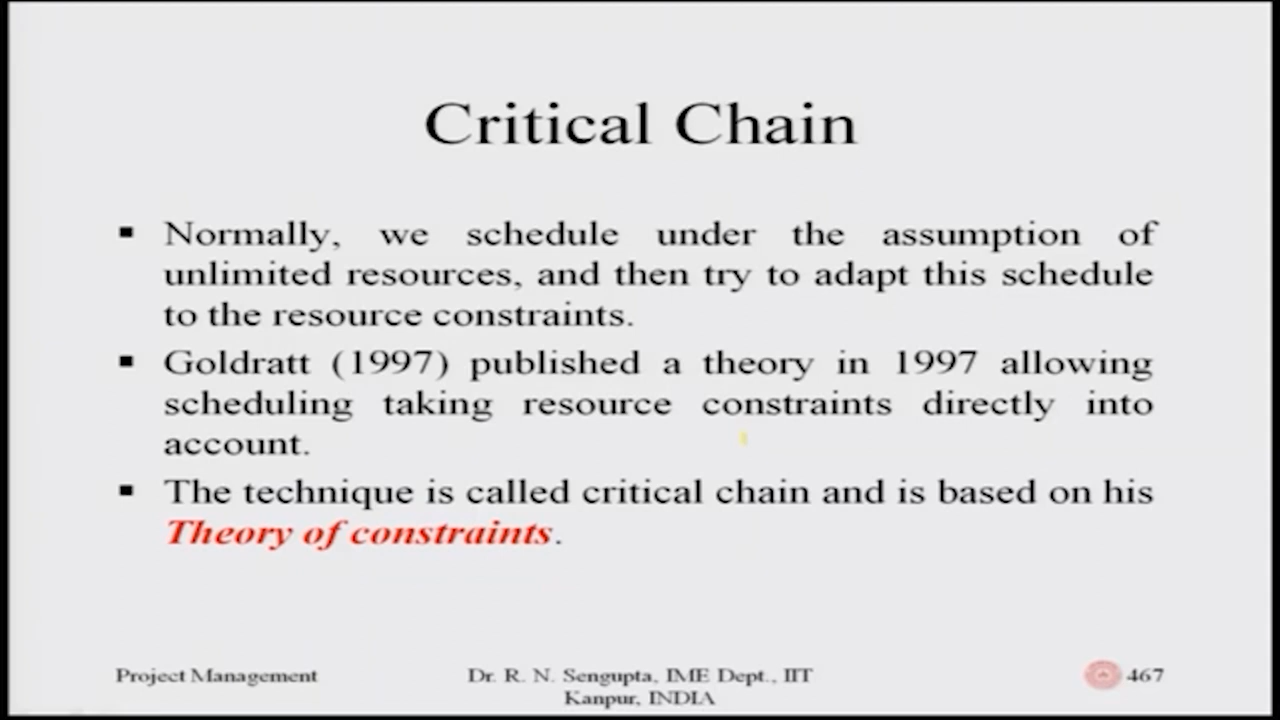 Critical Chain
▪ Normally, we schedule under the assumption of
unlimited resources, and then try to adapt this schedule
to the resource constraints.
▪ Goldratt (1997) published a theory in 1997 allowing
scheduling taking resource constraints directly into
account.
▪ The technique is called critical chain and is based on his
Theory of constraints.
Project Management
Dr. R. N. Sengupta, IME Dept., IIT
Kanpur, INDIA
467